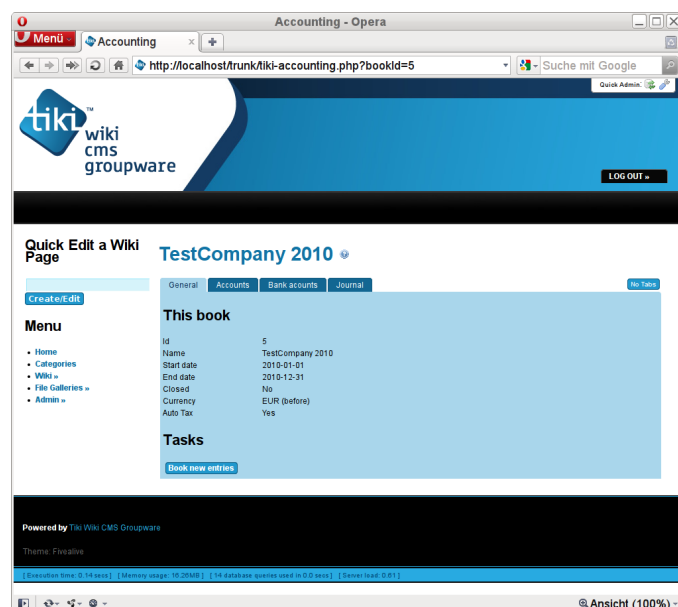 Accounting - Opera
Menü
Accounting
http://localhost/trunk/tiki-accounting.php?bookId=5
Suche mit Google
Quick Admin:
tiki™
wiki
cms
groupware
LOG OUT »
Quick Edit a Wiki
Page
Create/Edit
Menu
Home
Categories
Wiki »
File Galleries »
Admin »
TestCompany 2010
General Accounts Bank acounts Journal
No Tabs
This book
Id 5
Name TestCompany 2010
Start date 2010-01-01
End date 2010-12-31
Closed No
Currency EUR (before)
Auto Tax Yes
Tasks
Book new entries
Powered by Tiki Wiki CMS Groupware
Theme: Fivealive
[ Execution time: 0.14 secs ] [ Memory usage: 16.26MB ] [ 14 database queries used in 0.0 secs ] [ Server load: 0.61 ]
Ansicht (100%)